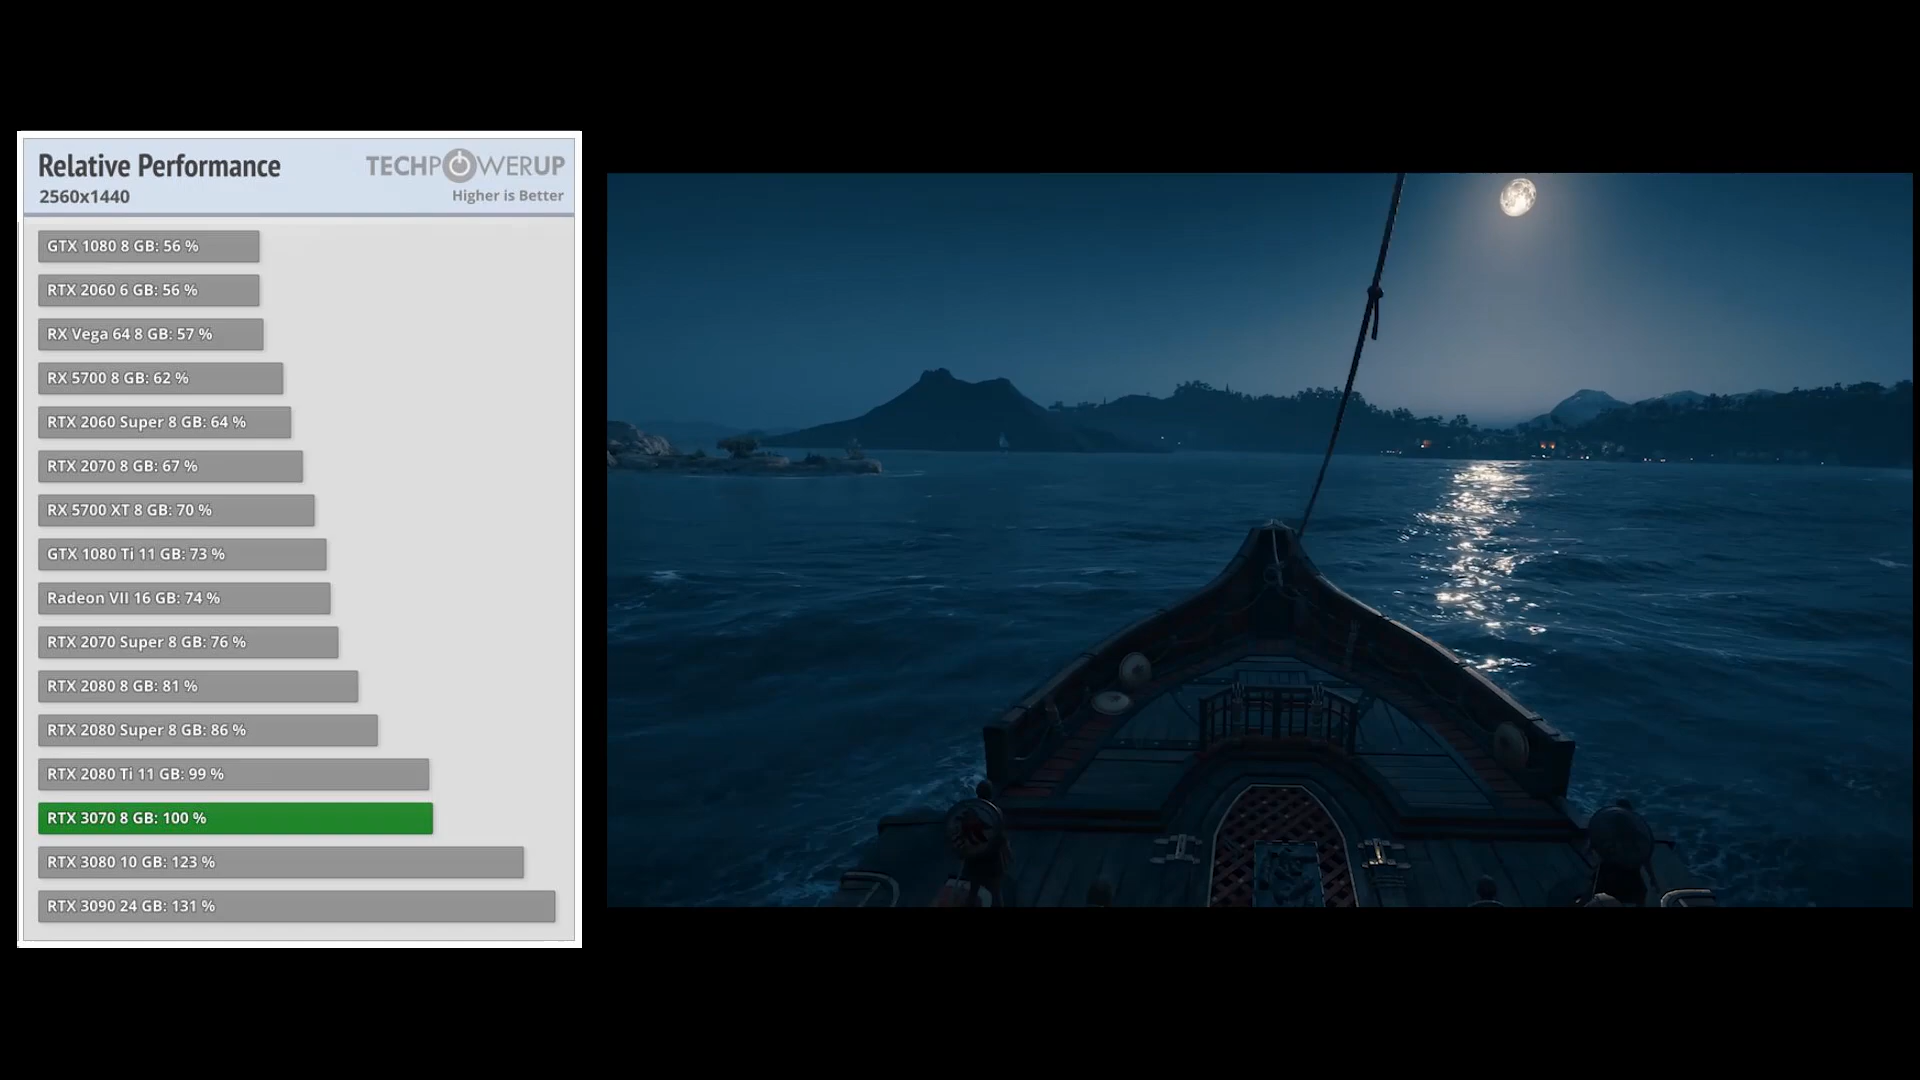 Relative Performance
TECHPOWERUP
2560x1440
Higher is Better
GTX 1080 8 GB: 56 %
RTX 2060 6 GB: 56 %
RX Vega 64 8 GB: 57 %
RX 5700 8 GB: 62 %
RTX 2060 Super 8 GB: 64 %
RTX 2070 8 GB: 67 %
RX 5700 XT 8 GB: 70 %
GTX 1080 Ti 11 GB: 73 %
Radeon VII 16 GB: 74 %
RTX 2070 Super 8 GB: 76 %
RTX 2080 8 GB: 81 %
RTX 2080 Super 8 GB: 86 %
RTX 2080 Ti 11 GB: 99 %
RTX 3070 8 GB: 100 %
RTX 3080 10 GB: 123 %
RTX 3090 24 GB: 131 %